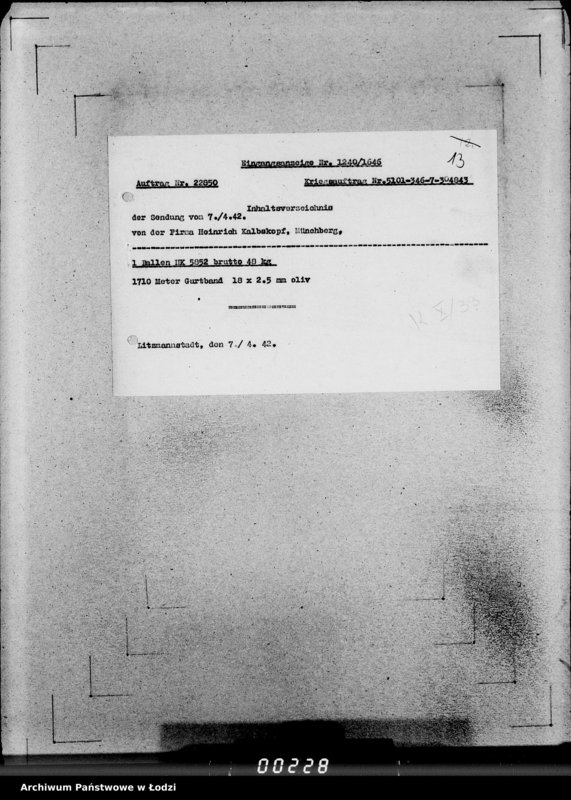 13
Eingangsanzeige Nr. 1240/1646
Auftrag Nr. 22850 Kriegsauftrag Nr.5101-346-7-304843
Inhaltsverzeichnis
der Sendung vom 7./4.42.
von der Firma Heinrich Kalbskopf, Münchberg,
1 Ballen HK 5852 brutto 48 kg
1710 Meter Gurtband 18 x 2.5 mm oliv
Litzmannstadt, den 7./ 4. 42.
00228
Archiwum Państwowe w Łodzi